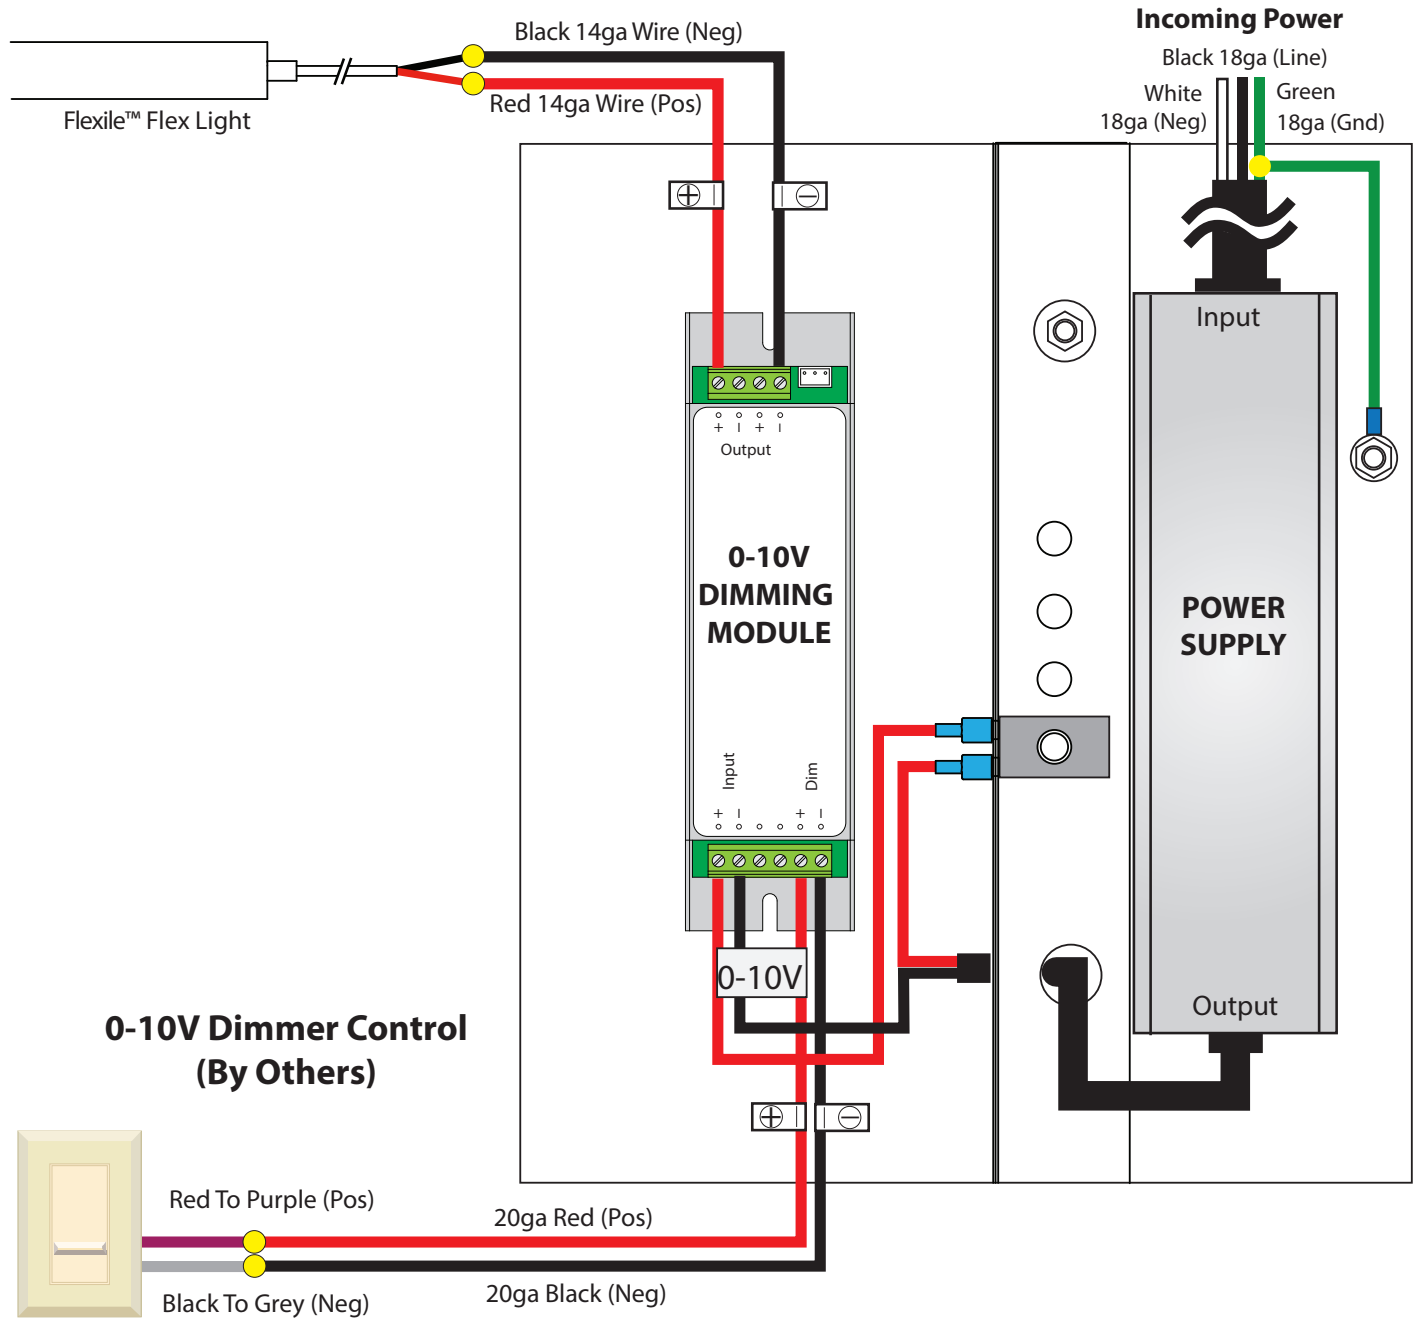 Incoming Power
Black 18ga (Line)
White
18ga (Neg)
Green
18ga (Gnd)
Black 14ga Wire (Neg)
Red 14ga Wire (Pos)
Flexile™ Flex Light
+ −
Input
+ − + −
Output
0-10V
DIMMING
MODULE
POWER
SUPPLY
Input
Dim
+ − + −
0-10V
Output
0-10V Dimmer Control
(By Others)
+ −
Red To Purple (Pos)
20ga Red (Pos)
Black To Grey (Neg)
20ga Black (Neg)